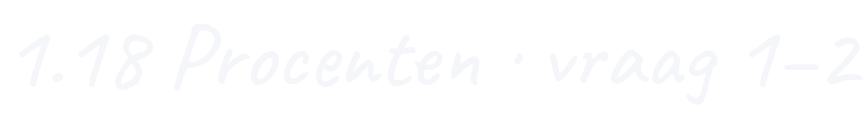 1.18 Procenten · vraag 1–2